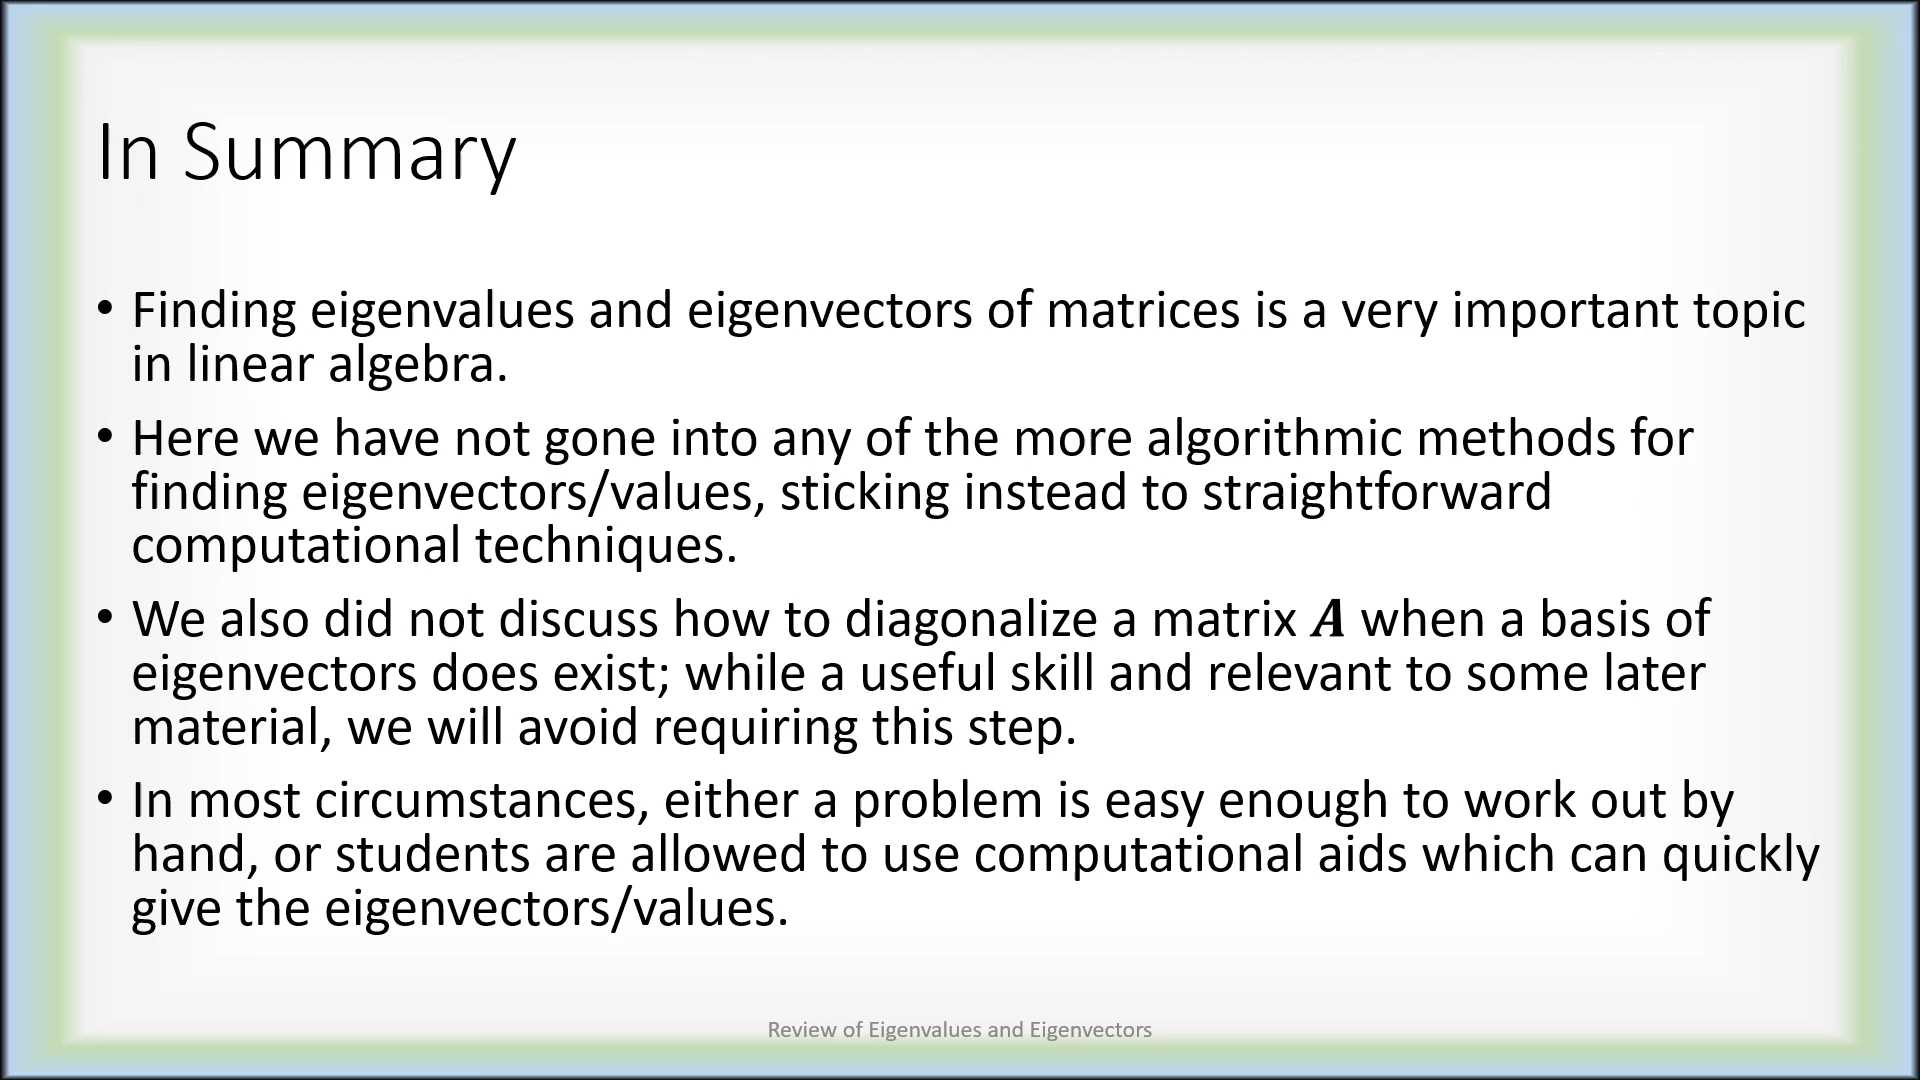 In Summary
• Finding eigenvalues and eigenvectors of matrices is a very important topic
in linear algebra.
• Here we have not gone into any of the more algorithmic methods for
finding eigenvectors/values, sticking instead to straightforward
computational techniques.
• We also did not discuss how to diagonalize a matrix A when a basis of
eigenvectors does exist; while a useful skill and relevant to some later
material, we will avoid requiring this step.
• In most circumstances, either a problem is easy enough to work out by
hand, or students are allowed to use computational aids which can quickly
give the eigenvectors/values.
Review of Eigenvalues and Eigenvectors